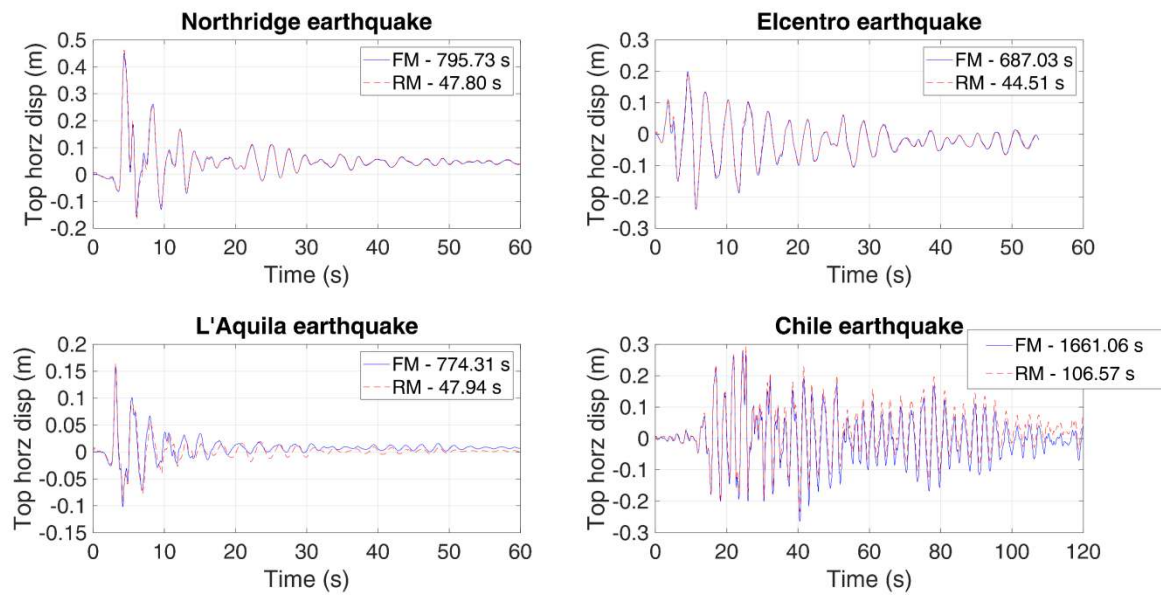 Northridge earthquake
Top horz disp (m)
0.5
0.4
0.3
0.2
0.1
0
-0.1
-0.2
FM - 795.73 s
RM - 47.80 s
0 10 20 30 40 50 60
Time (s)
Elcentro earthquake
Top horz disp (m)
0.3
0.2
0.1
0
-0.1
-0.2
-0.3
FM - 687.03 s
RM - 44.51 s
0 10 20 30 40 50 60
Time (s)
L'Aquila earthquake
Top horz disp (m)
0.2
0.15
0.1
0.05
0
-0.05
-0.1
-0.15
FM - 774.31 s
RM - 47.94 s
0 10 20 30 40 50 60
Time (s)
Chile earthquake
Top horz disp (m)
0.3
0.2
0.1
0
-0.1
-0.2
-0.3
FM - 1661.06 s
RM - 106.57 s
0 20 40 60 80 100 120
Time (s)